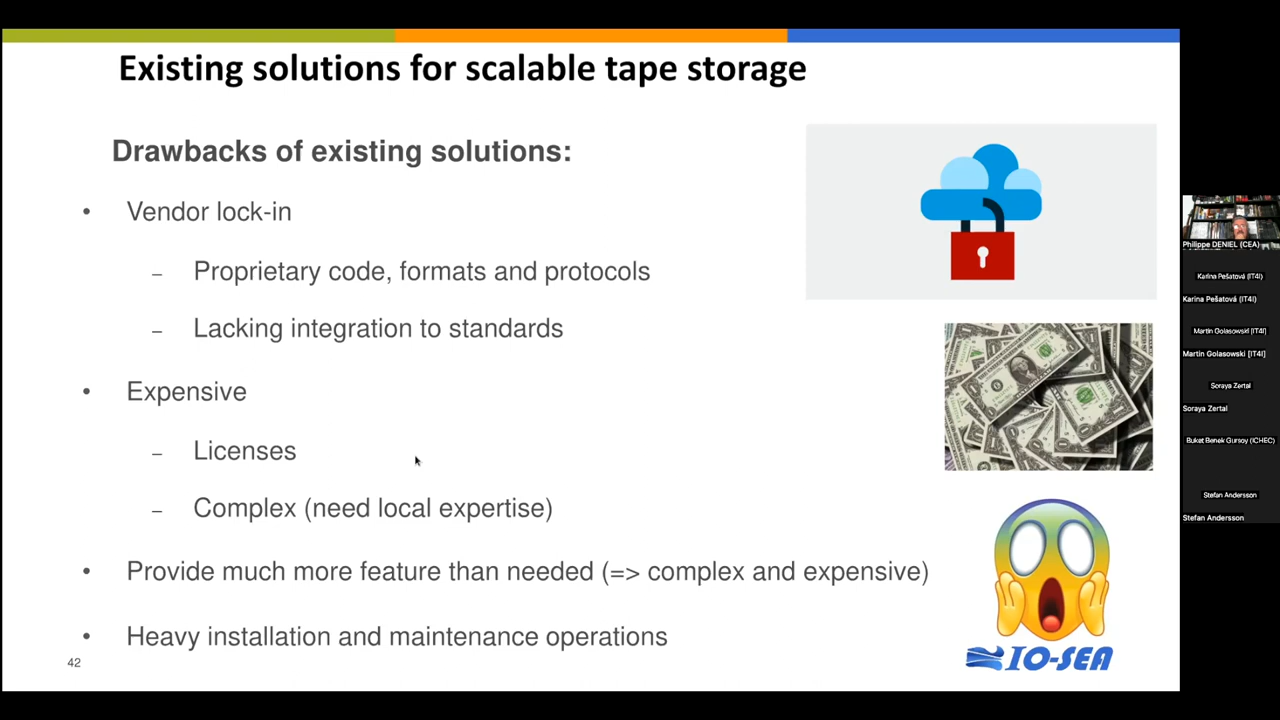 Existing solutions for scalable tape storage
Drawbacks of existing solutions:
• Vendor lock-in
– Proprietary code, formats and protocols
– Lacking integration to standards
• Expensive
– Licenses
– Complex (need local expertise)
• Provide much more feature than needed (=> complex and expensive)
• Heavy installation and maintenance operations
42
IO-SEA
Philippe DENIEL (CEA)
Karina Pešatová (IT4I)
Karina Pešatová (IT4I)
Martin Golasowski [IT4I]
Martin Golasowski [IT4I]
Soraya Zertal
Soraya Zertal
Buket Benek Gursoy (ICHEC)
Stefan Andersson
Stefan Andersson